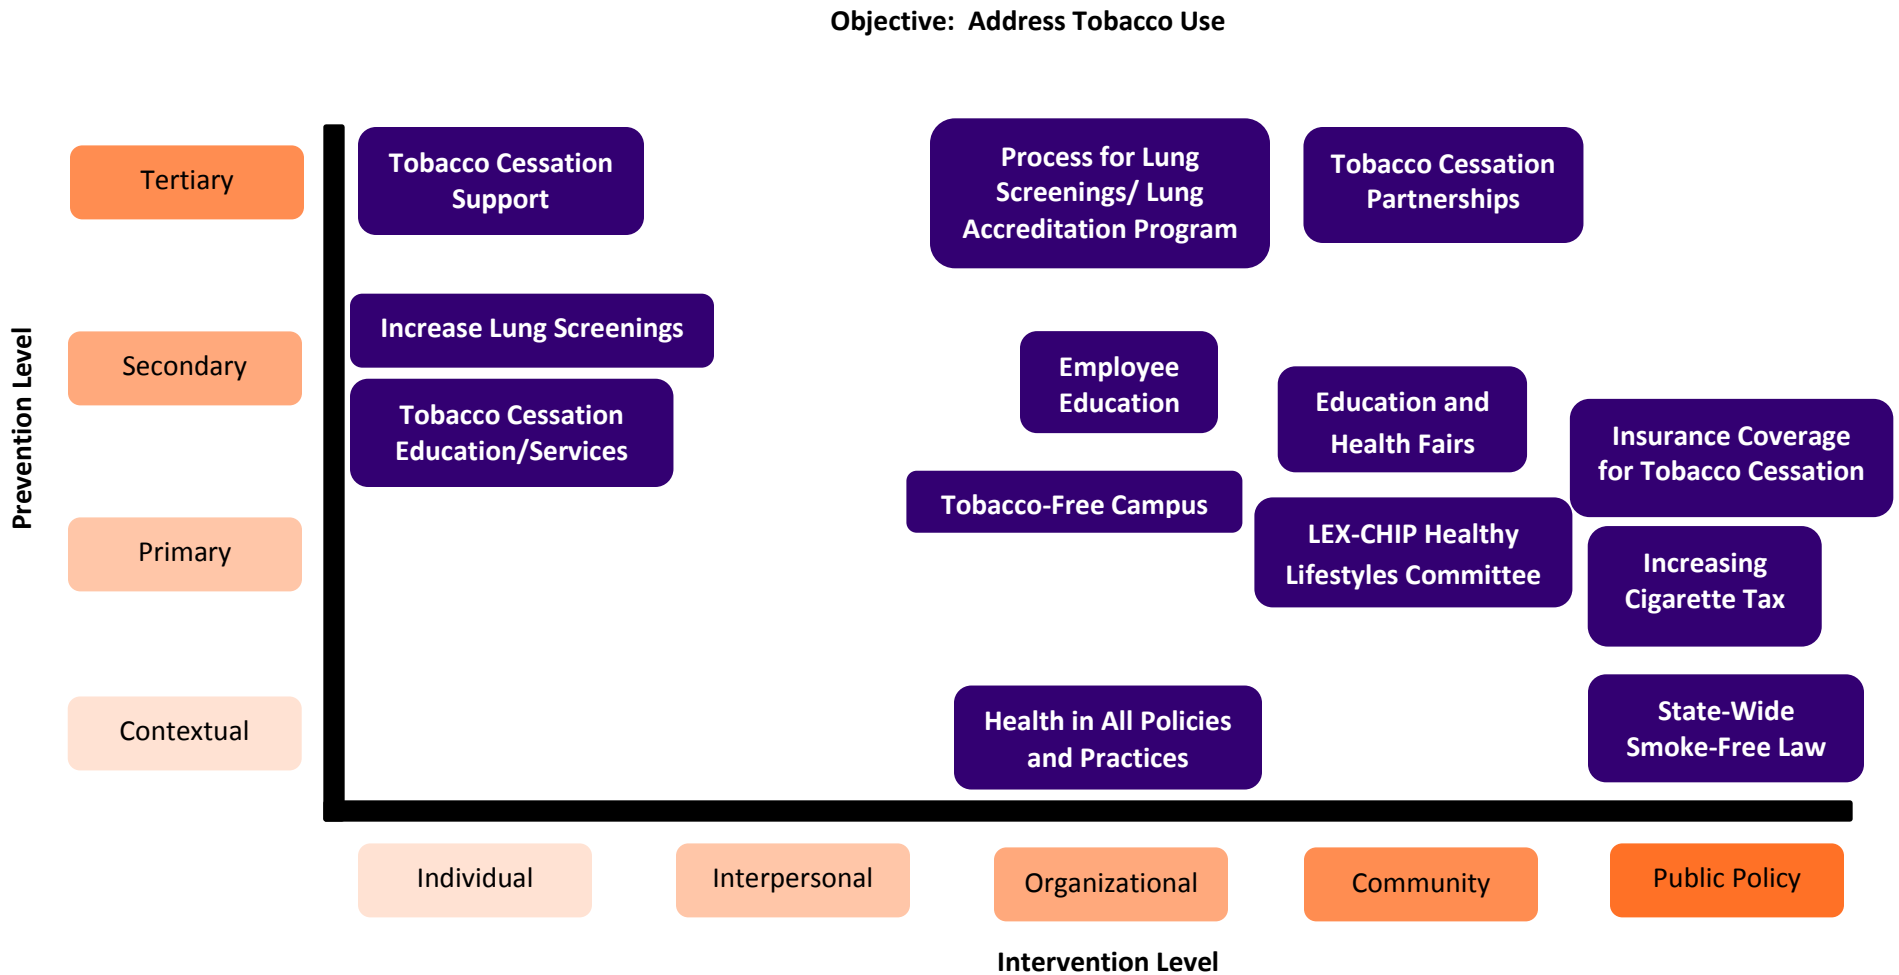 Objective:  Address Tobacco Use
Prevention Level
Tertiary
Tobacco Cessation
Support
Process for Lung
Screenings/ Lung
Accreditation Program
Tobacco Cessation
Partnerships
Secondary
Increase Lung Screenings
Tobacco Cessation
Education/Services
Employee
Education
Education and
Health Fairs
Insurance Coverage
for Tobacco Cessation
Primary
Tobacco-Free Campus
LEX-CHIP Healthy
Lifestyles Committee
Increasing
Cigarette Tax
Contextual
Health in All Policies
and Practices
State-Wide
Smoke-Free Law
Individual
Interpersonal
Organizational
Community
Public Policy
Intervention Level